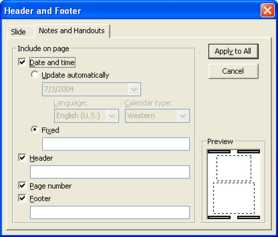 Header and Footer
Slide
Notes and Handouts
Include on page
Date and time
Update automatically
7/3/2004
Language:
Calendar type:
English (U.S.)
Western
Fixed
Header
Page number
Footer
Apply to All
Cancel
Preview